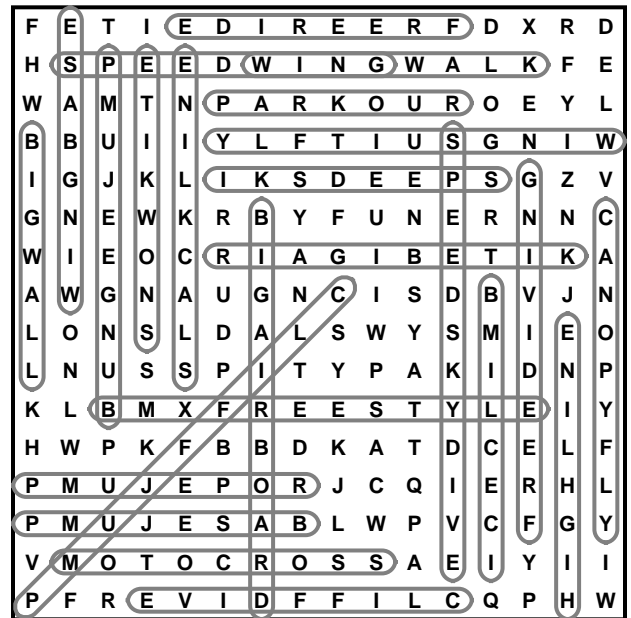 F E T I E D I R E E R F D X R D
H S P E E D W I N G W A L K F E
W A M T N P A R K O U R O E Y L
B B U I I Y L F T I U S G N I W
I G J K L I K S D E E P S G Z V
G N E W K R B Y F U N E R N N C
W I E O C R I A G I B E T I K A
A W G N A U G N C I S D B V J N
L O N S L D A L S W Y S M I E O
L N U S S P I T Y P A K I D N P
K L B M X F R E E S T Y L E I Y
H W P K F B B D K A T D C E L F
P M U J E P O R J C Q I E R H L
P M U J E S A B L W P V C F G Y
V M O T O C R O S S A E I Y I I
P F R E V I D F F I L C Q P H W